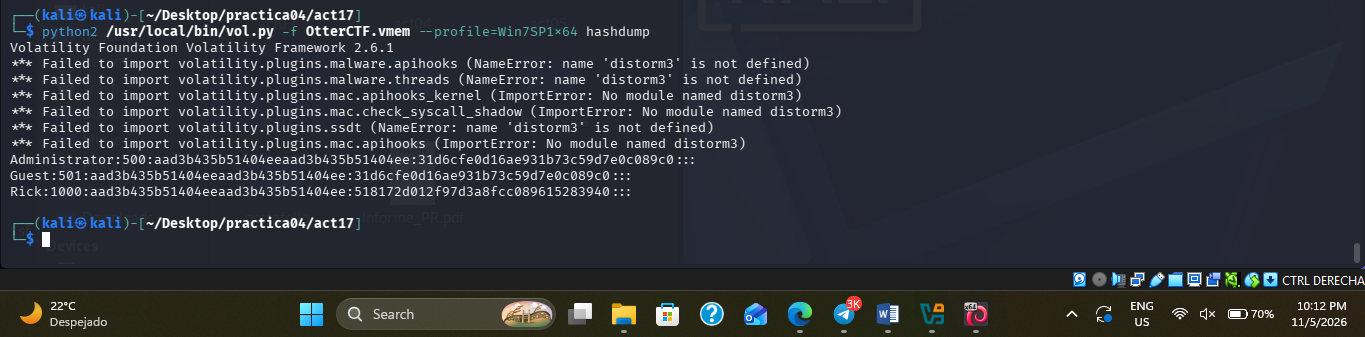 ┌──(kali㉿kali)-[~/Desktop/practica04/act17]
└─$ python2 /usr/local/bin/vol.py -f OtterCTF.vmem --profile=Win7SP1×64 hashdump
Volatility Foundation Volatility Framework 2.6.1
*** Failed to import volatility.plugins.malware.apihooks (NameError: name 'distorm3' is not defined)
*** Failed to import volatility.plugins.malware.threads (NameError: name 'distorm3' is not defined)
*** Failed to import volatility.plugins.mac.apihooks_kernel (ImportError: No module named distorm3)
*** Failed to import volatility.plugins.mac.check_syscall_shadow (ImportError: No module named distorm3)
*** Failed to import volatility.plugins.ssdt (NameError: name 'distorm3' is not defined)
*** Failed to import volatility.plugins.mac.apihooks (ImportError: No module named distorm3)
Administrator:500:aad3b435b51404eeaad3b435b51404ee:31d6cfe0d16ae931b73c59d7e0c089c0:::
Guest:501:aad3b435b51404eeaad3b435b51404ee:31d6cfe0d16ae931b73c59d7e0c089c0:::
Rick:1000:aad3b435b51404eeaad3b435b51404ee:518172d012f97d3a8fcc089615283940:::
┌──(kali㉿kali)-[~/Desktop/practica04/act17]
Informe_PR.pdf
└─$
CTRL DERECHA
22°C
Despejado
Search
3K
x64
ENG
US
70%
10:12 PM
11/5/2026